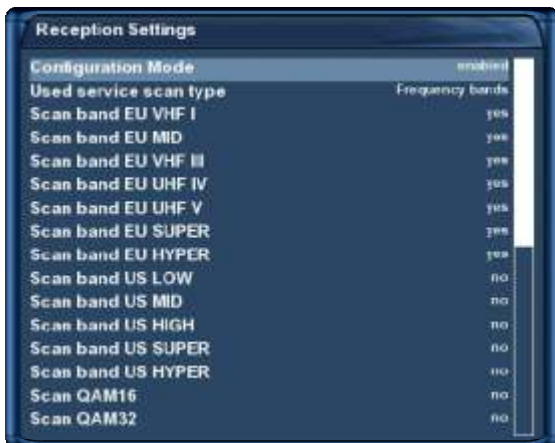 Reception Settings
Configuration Mode enabled
Used service scan type Frequency bands
Scan band EU VHF I yes
Scan band EU MID yes
Scan band EU VHF III yes
Scan band EU UHF IV yes
Scan band EU UHF V yes
Scan band EU SUPER yes
Scan band EU HYPER yes
Scan band US LOW no
Scan band US MID no
Scan band US HIGH no
Scan band US SUPER no
Scan band US HYPER no
Scan QAM16 no
Scan QAM32 no